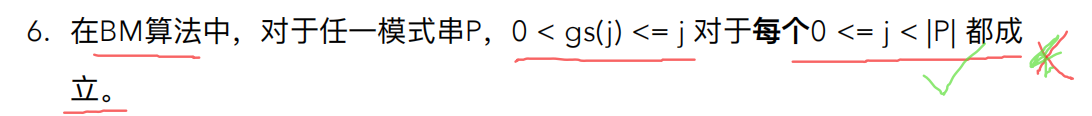 6. 在BM算法中，对于任一模式串P，0 < gs(j) <= j 对于每个0 <= j < |P| 都成
立。